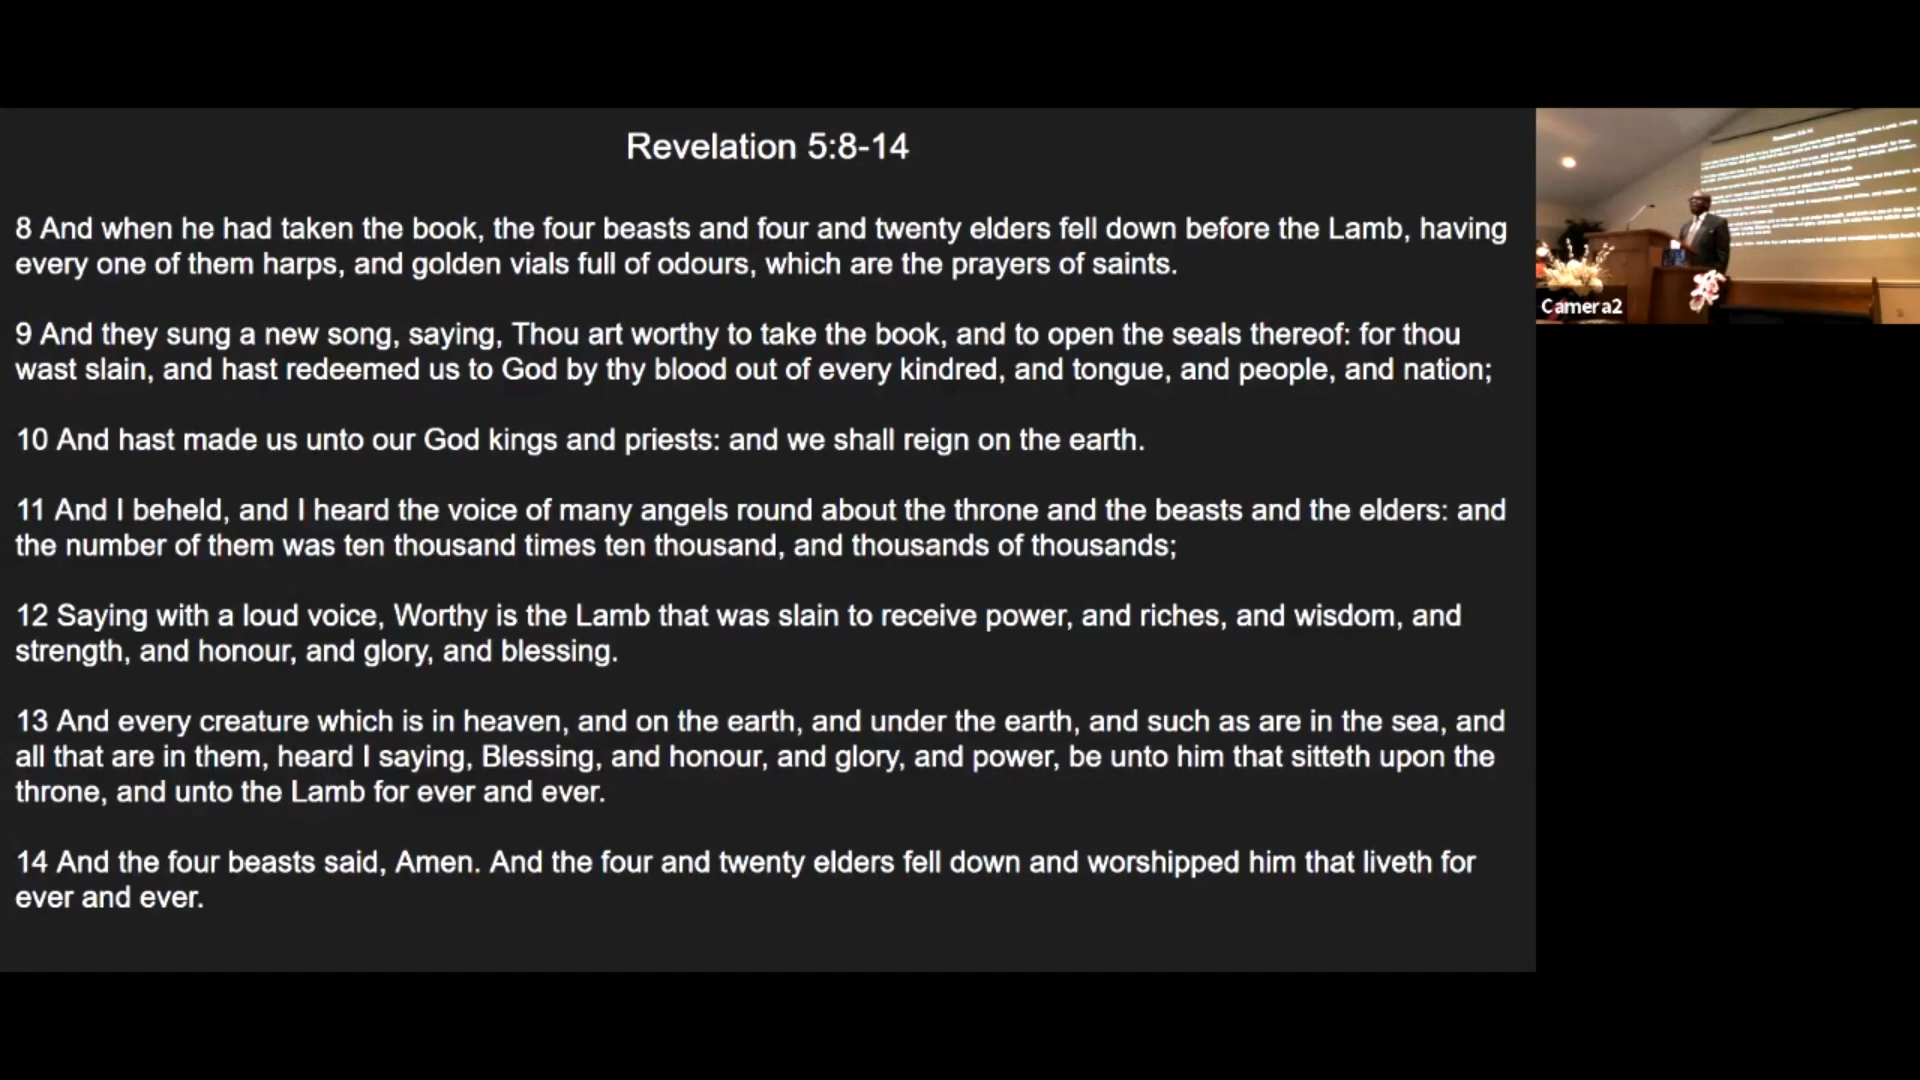 Revelation 5:8-14
8 And when he had taken the book, the four beasts and four and twenty elders fell down before the Lamb, having
every one of them harps, and golden vials full of odours, which are the prayers of saints.
9 And they sung a new song, saying, Thou art worthy to take the book, and to open the seals thereof: for thou
wast slain, and hast redeemed us to God by thy blood out of every kindred, and tongue, and people, and nation;
10 And hast made us unto our God kings and priests: and we shall reign on the earth.
11 And I beheld, and I heard the voice of many angels round about the throne and the beasts and the elders: and
the number of them was ten thousand times ten thousand, and thousands of thousands;
12 Saying with a loud voice, Worthy is the Lamb that was slain to receive power, and riches, and wisdom, and
strength, and honour, and glory, and blessing.
13 And every creature which is in heaven, and on the earth, and under the earth, and such as are in the sea, and
all that are in them, heard I saying, Blessing, and honour, and glory, and power, be unto him that sitteth upon the
throne, and unto the Lamb for ever and ever.
14 And the four beasts said, Amen. And the four and twenty elders fell down and worshipped him that liveth for
ever and ever.
Camera2